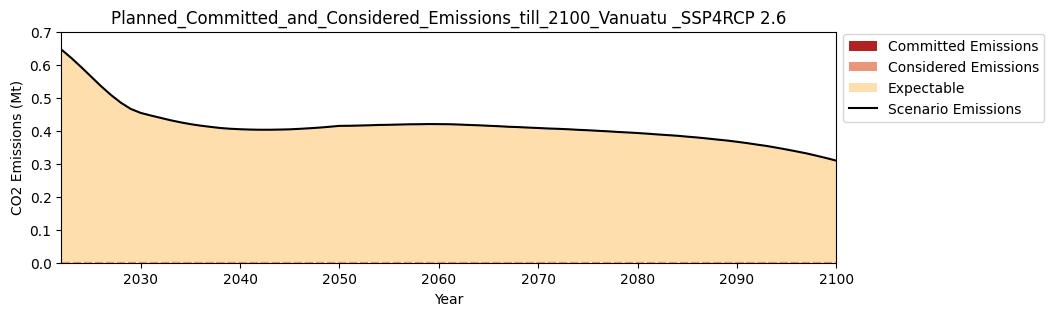 Planned_Committed_and_Considered_Emissions_till_2100_Vanuatu _SSP4RCP 2.6
CO2 Emissions (Mt)
0.7
0.6
0.5
0.4
0.3
0.2
0.1
0.0
2030 2040 2050 2060 2070 2080 2090 2100
Year
Committed Emissions
Considered Emissions
Expectable
Scenario Emissions